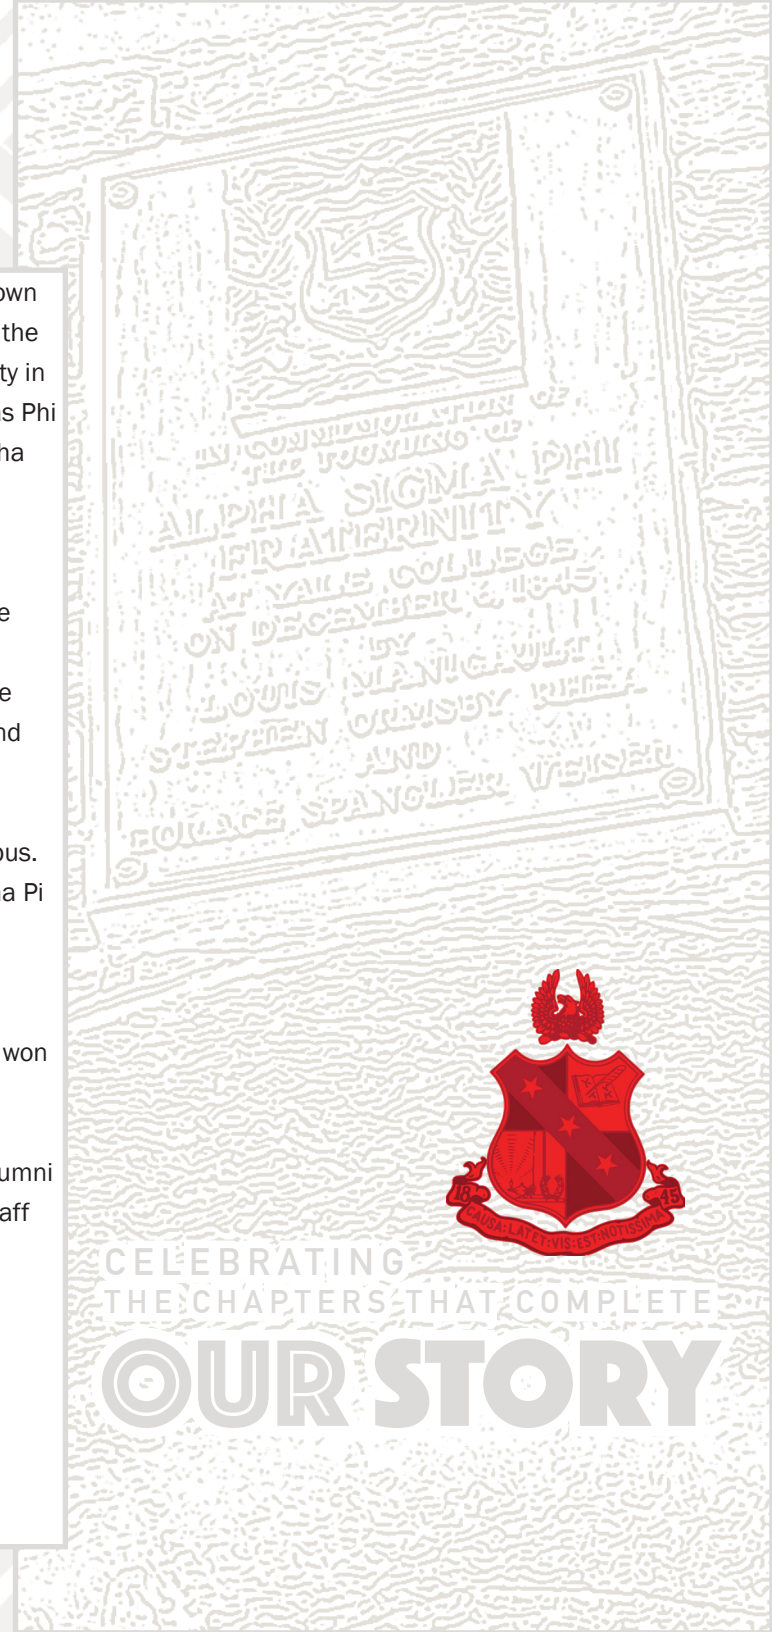 own
the
ty in
s Phi
ha
e
e
nd
ous.
a Pi
won
umni
aff
IN COMMEMORATION OF
THE FOUNDING OF
ALPHA SIGMA PHI
FRATERNITY
AT YALE COLLEGE
ON DECEMBER 6, 1845
BY
LOUIS MANIGAULT
STEPHEN ORMSBY RHEA
AND
HORACE SPANGLER WEISER
18 45
CAUSA:LATET:VIS:EST:NOTISSIMA
CELEBRATING
THE CHAPTERS THAT COMPLETE
OUR STORY